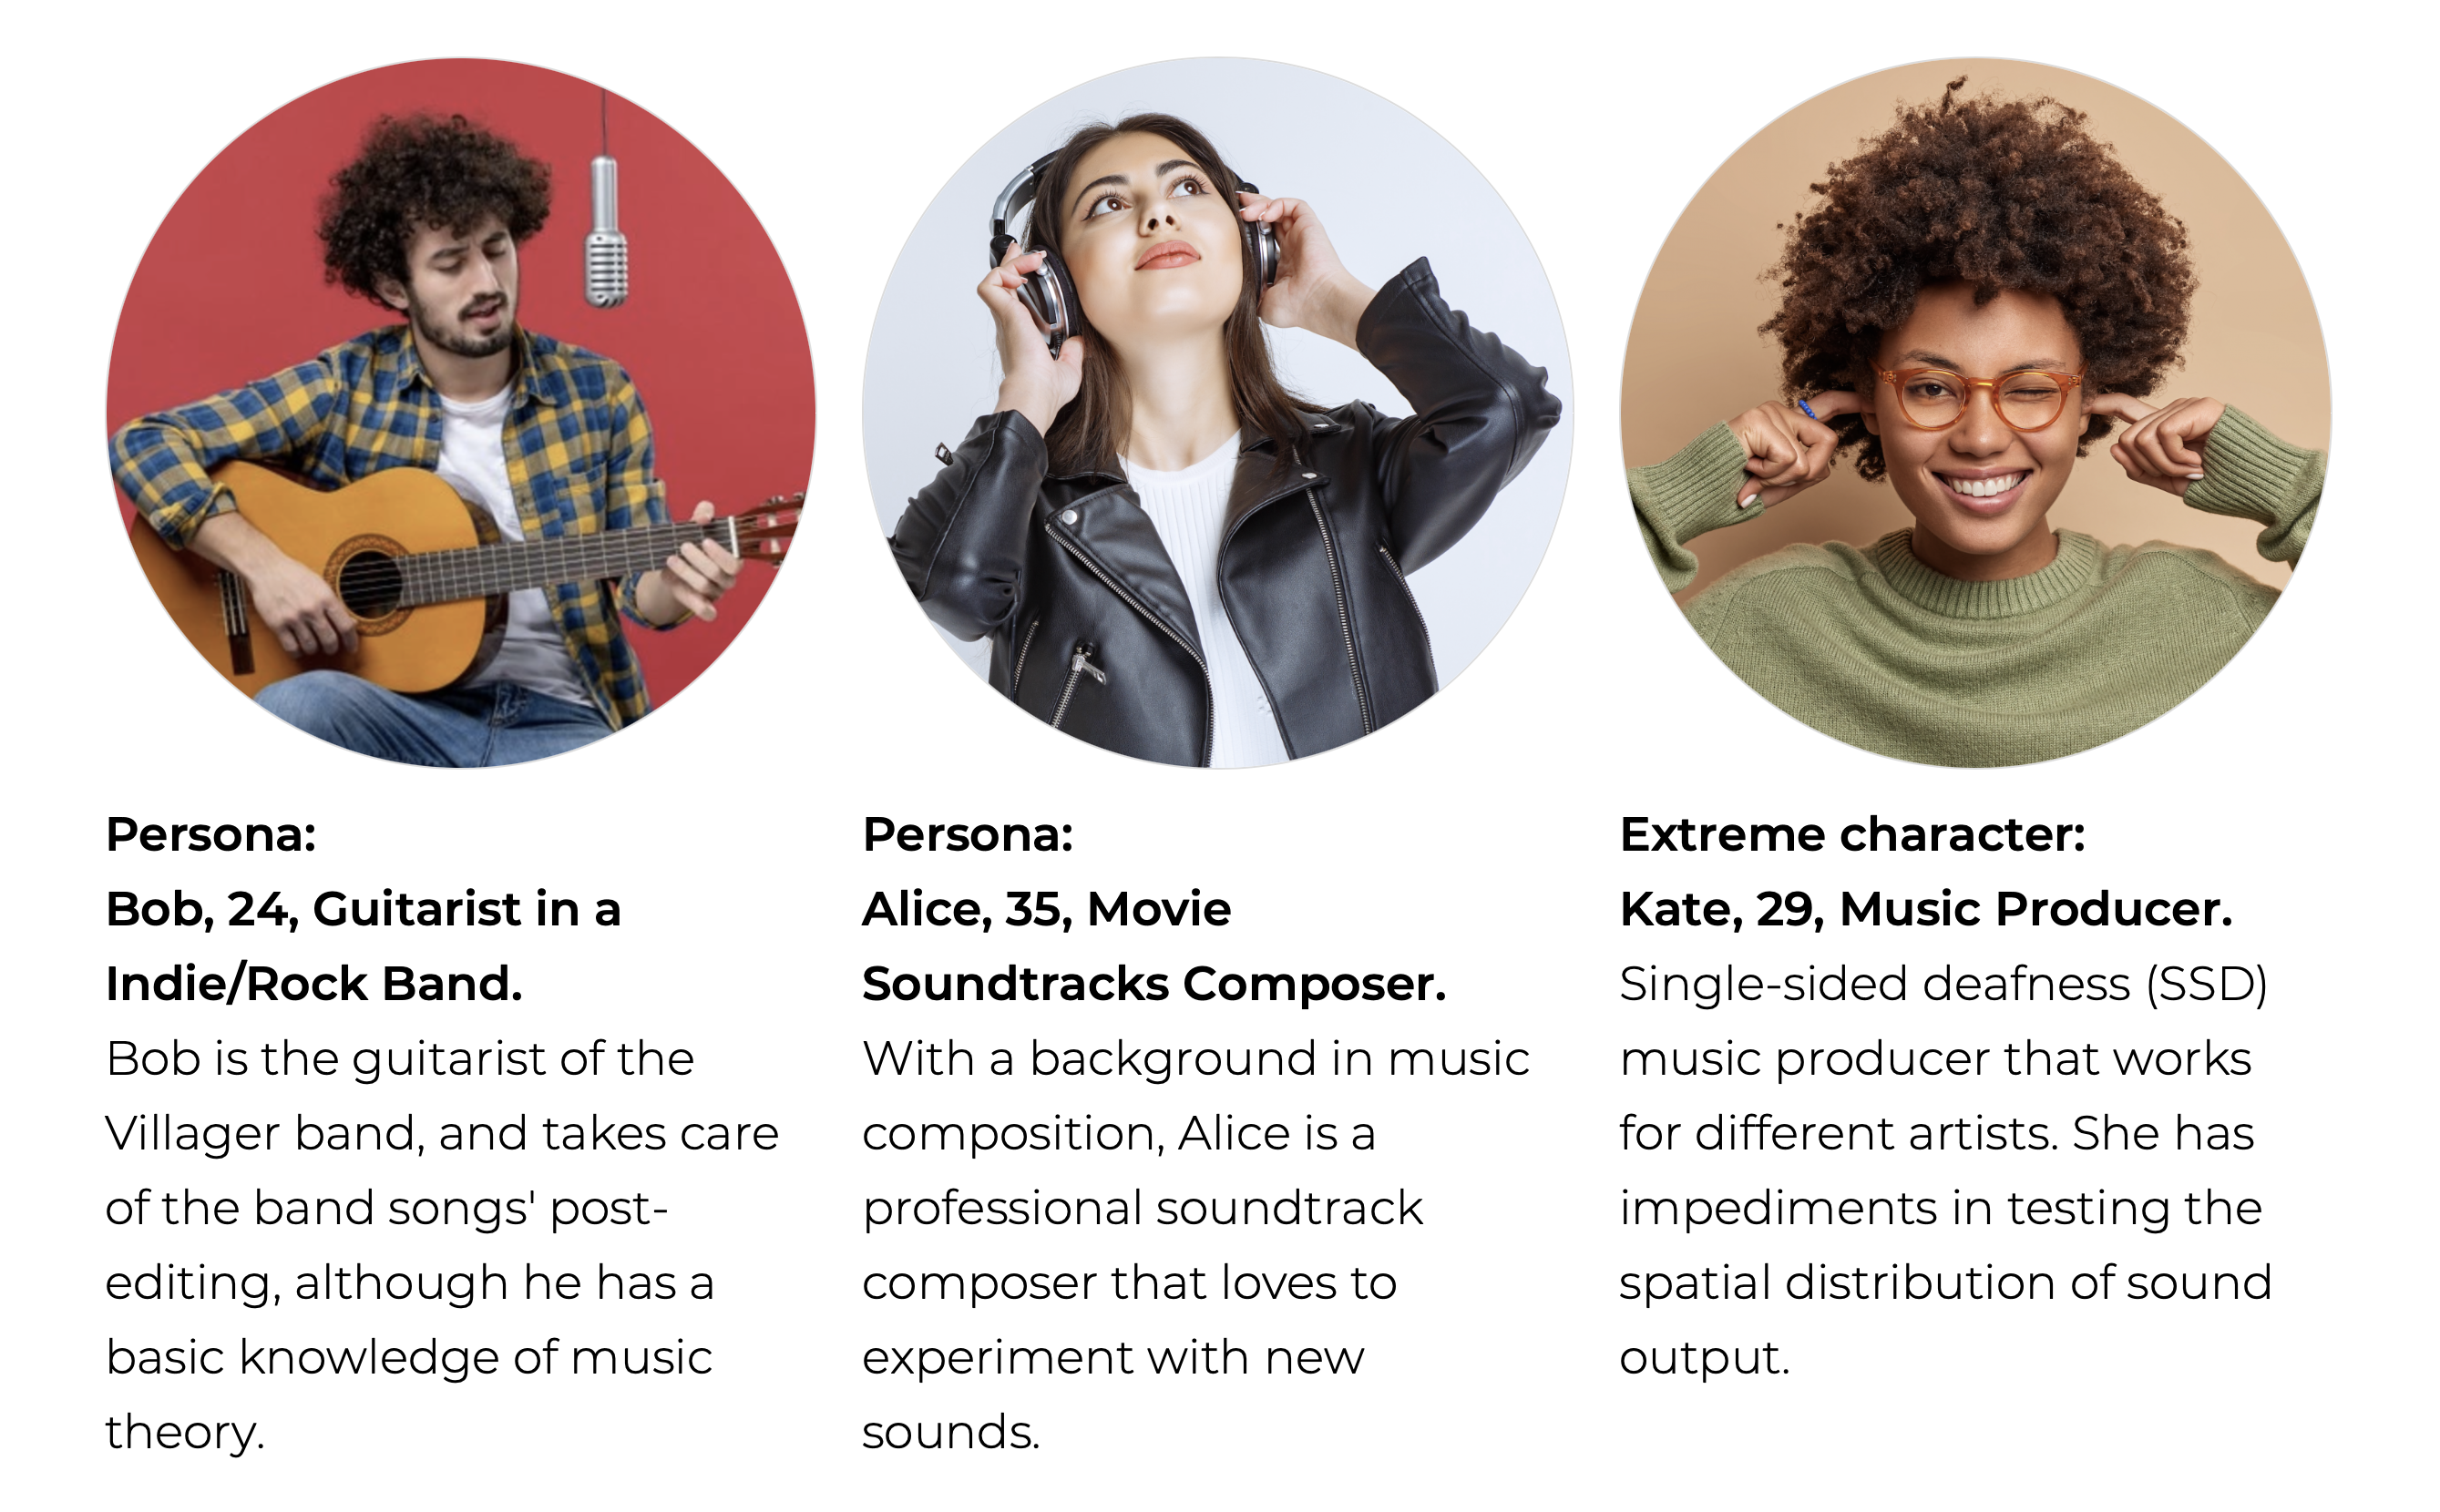 Persona:
Bob, 24, Guitarist in a
Indie/Rock Band.
Bob is the guitarist of the
Villager band, and takes care
of the band songs' post-
editing, although he has a
basic knowledge of music
theory.
Persona:
Alice, 35, Movie
Soundtracks Composer.
With a background in music
composition, Alice is a
professional soundtrack
composer that loves to
experiment with new
sounds.
Extreme character:
Kate, 29, Music Producer.
Single-sided deafness (SSD)
music producer that works
for different artists. She has
impediments in testing the
spatial distribution of sound
output.